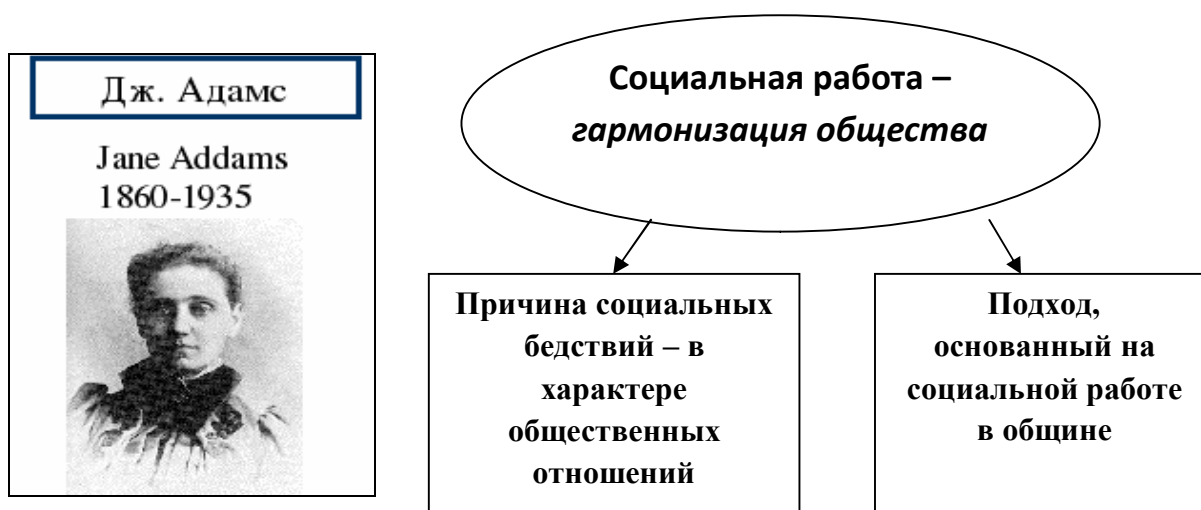 Дж. Адамс
Jane Addams
1860-1935
Социальная работа –
гармонизация общества
Причина социальных
бедствий – в
характере
общественных
отношений
Подход,
основанный на
социальной работе
в общине